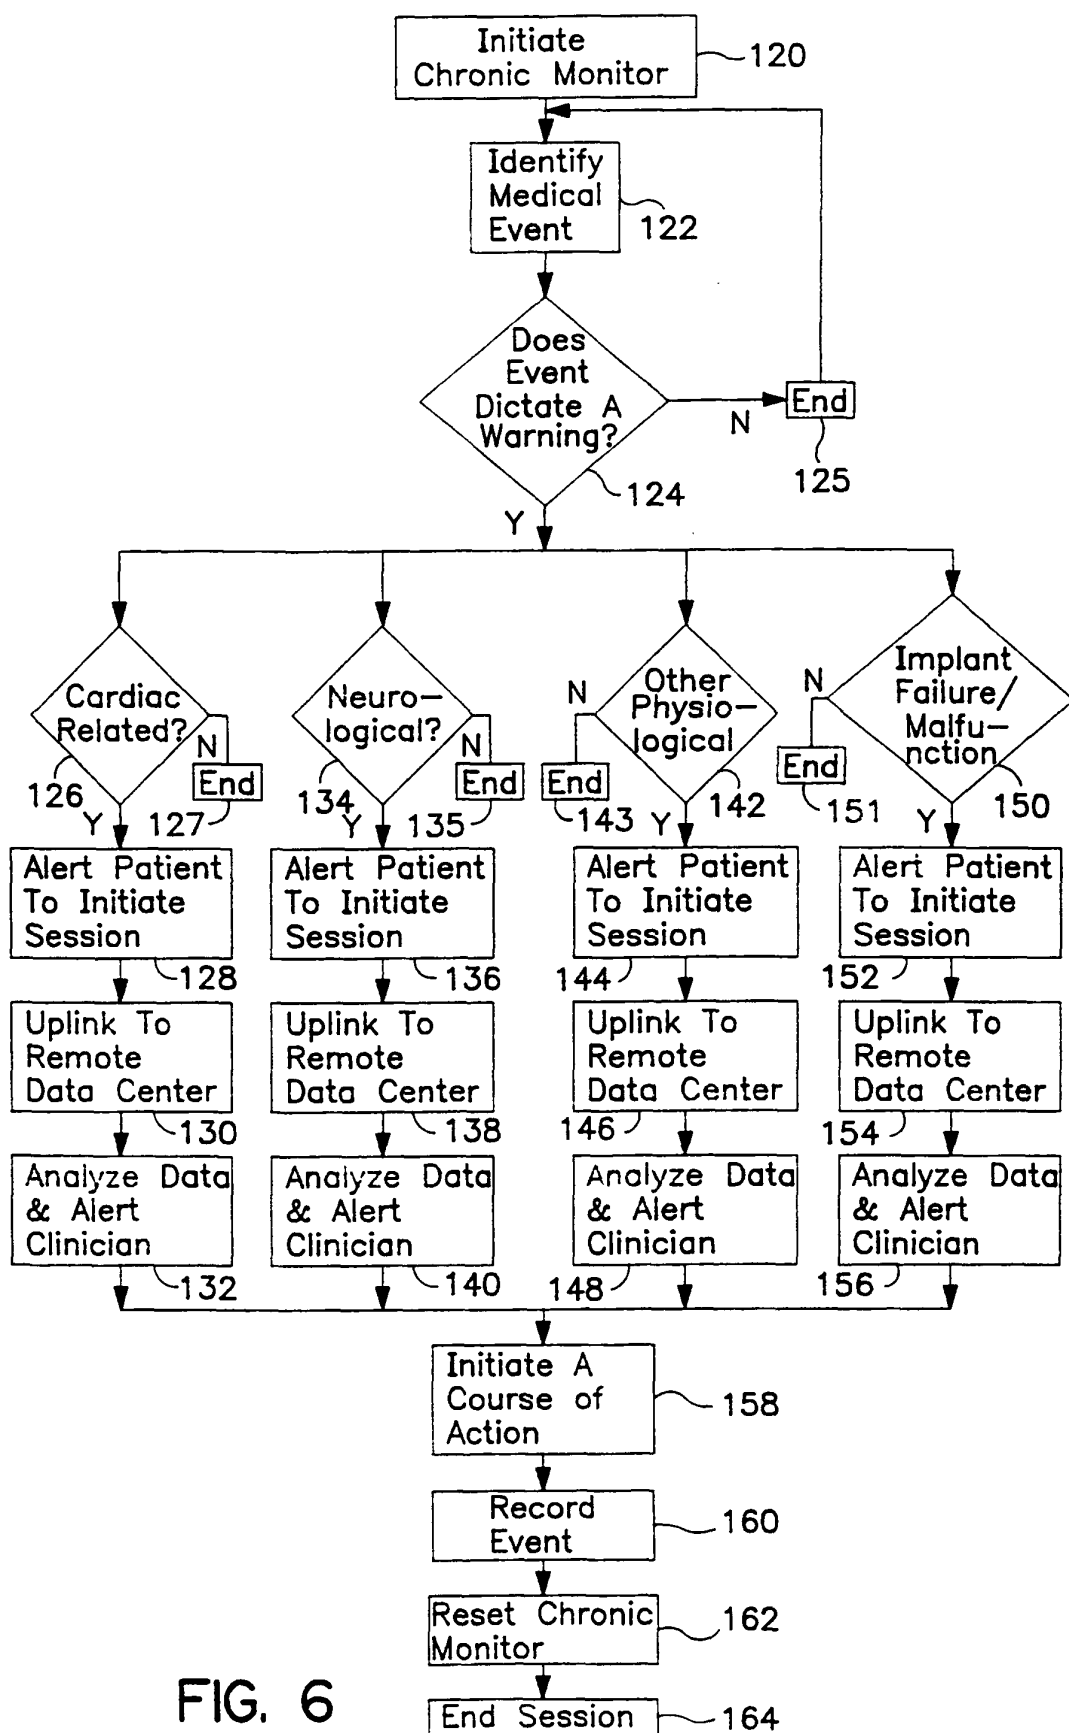 Initiate
Chronic Monitor
120
Identify
Medical
Event
122
Does
Event
Dictate A
Warning?
124
N
End
125
Y
Cardiac
Related?
126
N
End
127
Y
Neuro-
logical?
134
N
End
135
Y
Other
Physio-
logical
142
N
End
143
Y
Implant
Failure/
Malfu-
nction
150
N
End
151
Y
Alert Patient
To Initiate
Session
128
Alert Patient
To Initiate
Session
136
Alert Patient
To Initiate
Session
144
Alert Patient
To Initiate
Session
152
Uplink To
Remote
Data Center
130
Uplink To
Remote
Data Center
138
Uplink To
Remote
Data Center
146
Uplink To
Remote
Data Center
154
Analyze Data
& Alert
Clinician
132
Analyze Data
& Alert
Clinician
140
Analyze Data
& Alert
Clinician
148
Analyze Data
& Alert
Clinician
156
Initiate A
Course of
Action
158
Record
Event
160
Reset Chronic
Monitor
162
End Session
164
FIG. 6